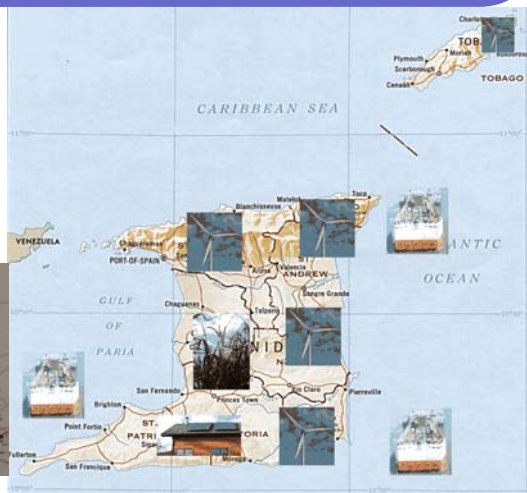 TOB
Moriah
Plymouth
Scarborough
TOBAGO
Canaan
CARIBBEAN SEA
Toco
Matelot
Blanchisseuse
VENEZUELA
Chaguaramas
PORT-OF-SPAIN
ANTIC
OCEAN
Arima
Valencia
ANDREW
Sangre Grande
GULF
OF
PARIA
Chaguanas
Talparo
NID
San Fernando
Princes Town
Rio Claro
Pierreville
Brighton
Point Fortin
ST.
PATRI
TORIA
Sipa
Fullarton
San Francique
Moruga